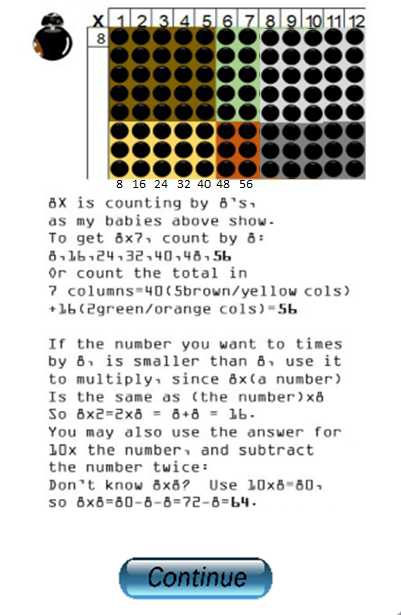 X 1 2 3 4 5 6 7 8 9 10 11 12
8
8 16 24 32 40 48 56
8X is counting by 8's,
as my babies above show.
To get 8x7, count by 8:
8,16,24,32,40,48,56
Or count the total in
7 columns=40(5brown/yellow cols)
+16(2green/orange cols)=56
If the number you want to times
by 8, is smaller than 8, use it
to multiply, since 8x(a number)
Is the same as (the number)x8
So 8x2=2x8 = 8+8 = 16.
You may also use the answer for
10x the number, and subtract
the number twice:
Don't know 8x8? Use 10x8=80,
so 8x8=80-8-8=72-8=64.
Continue